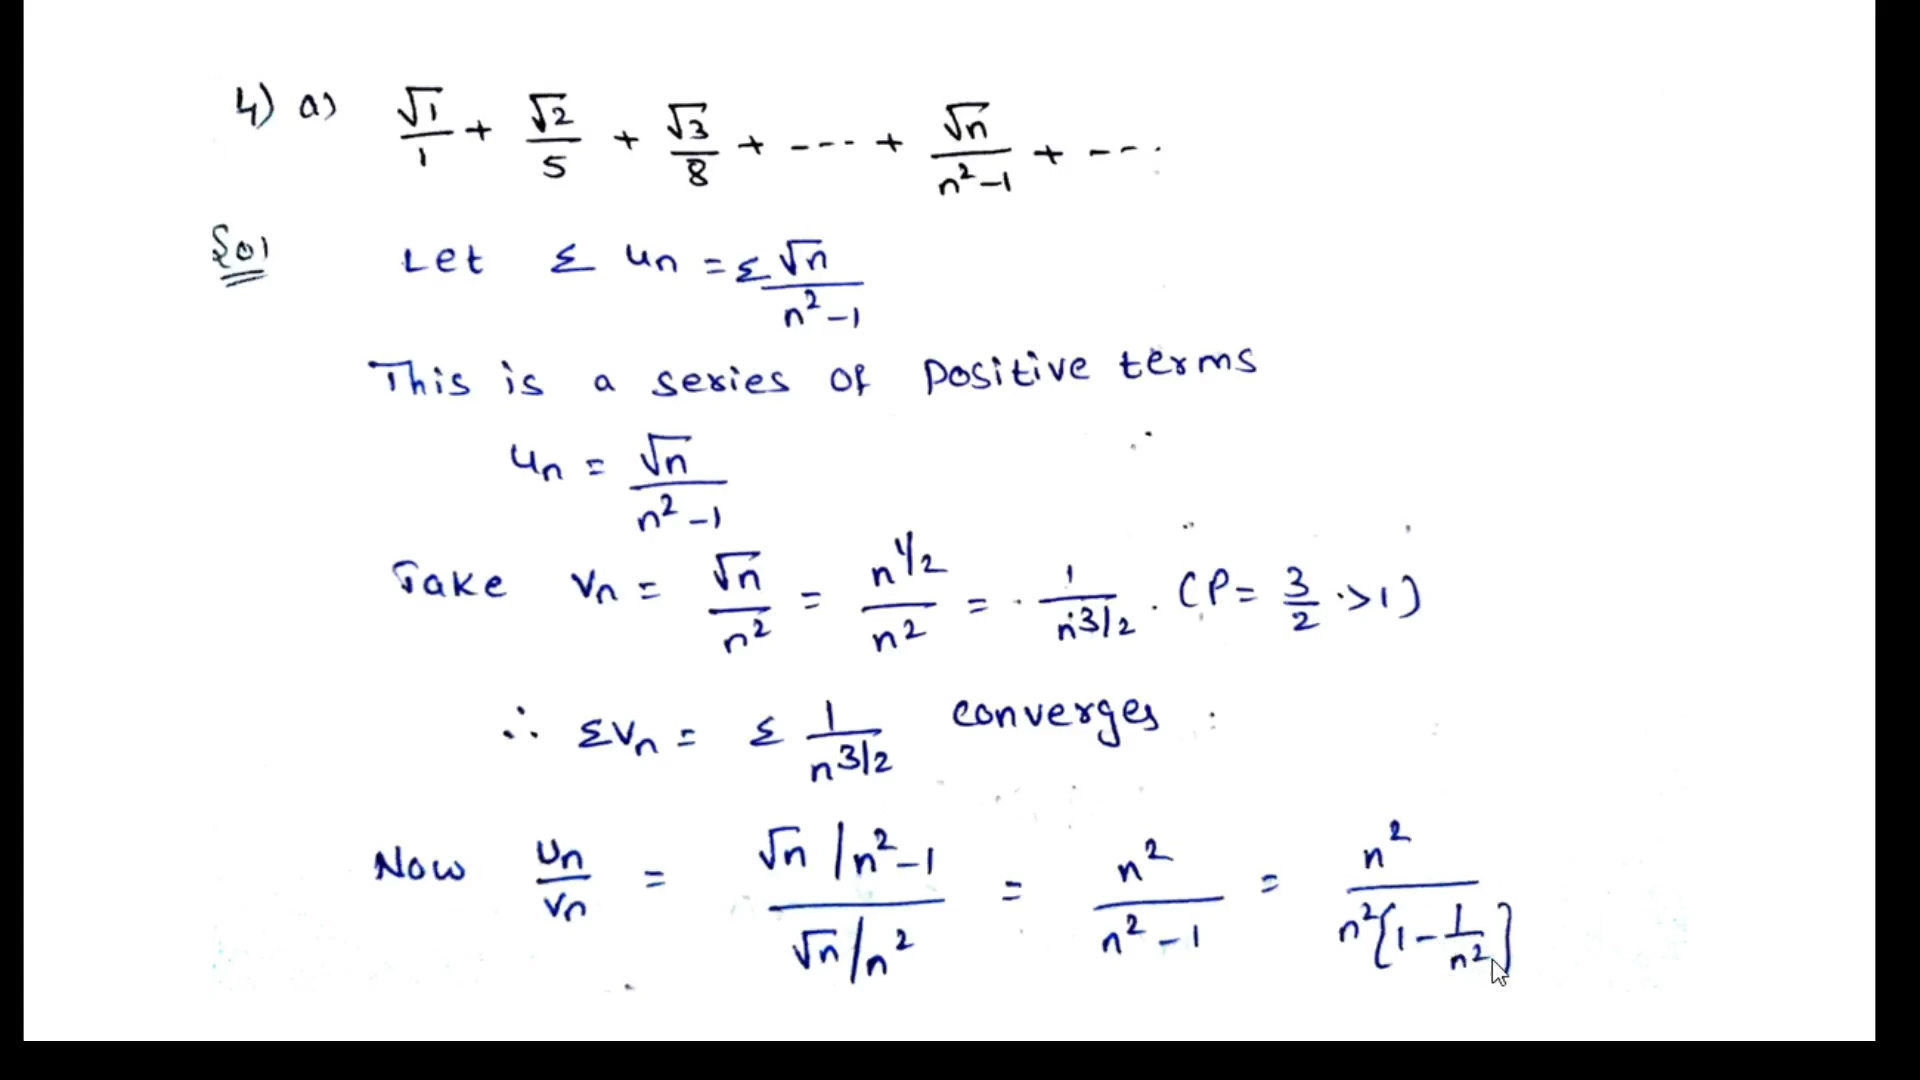 4) a) √1/1 + √2/5 + √3/8 + ---- + √n/n²-1 + ---.
Sol Let Σ un = Σ √n/n²-1
This is a series of Positive terms
un = √n/n²-1
Take vn = √n/n² = n^1/2/n² = 1/n^3/2 . (P = 3/2 >1)
∴ Σvn = Σ 1/n^3/2 converges
Now un/vn = √n/n²-1 / √n/n² = n²/n²-1 = n²/n²[1-1/n²]